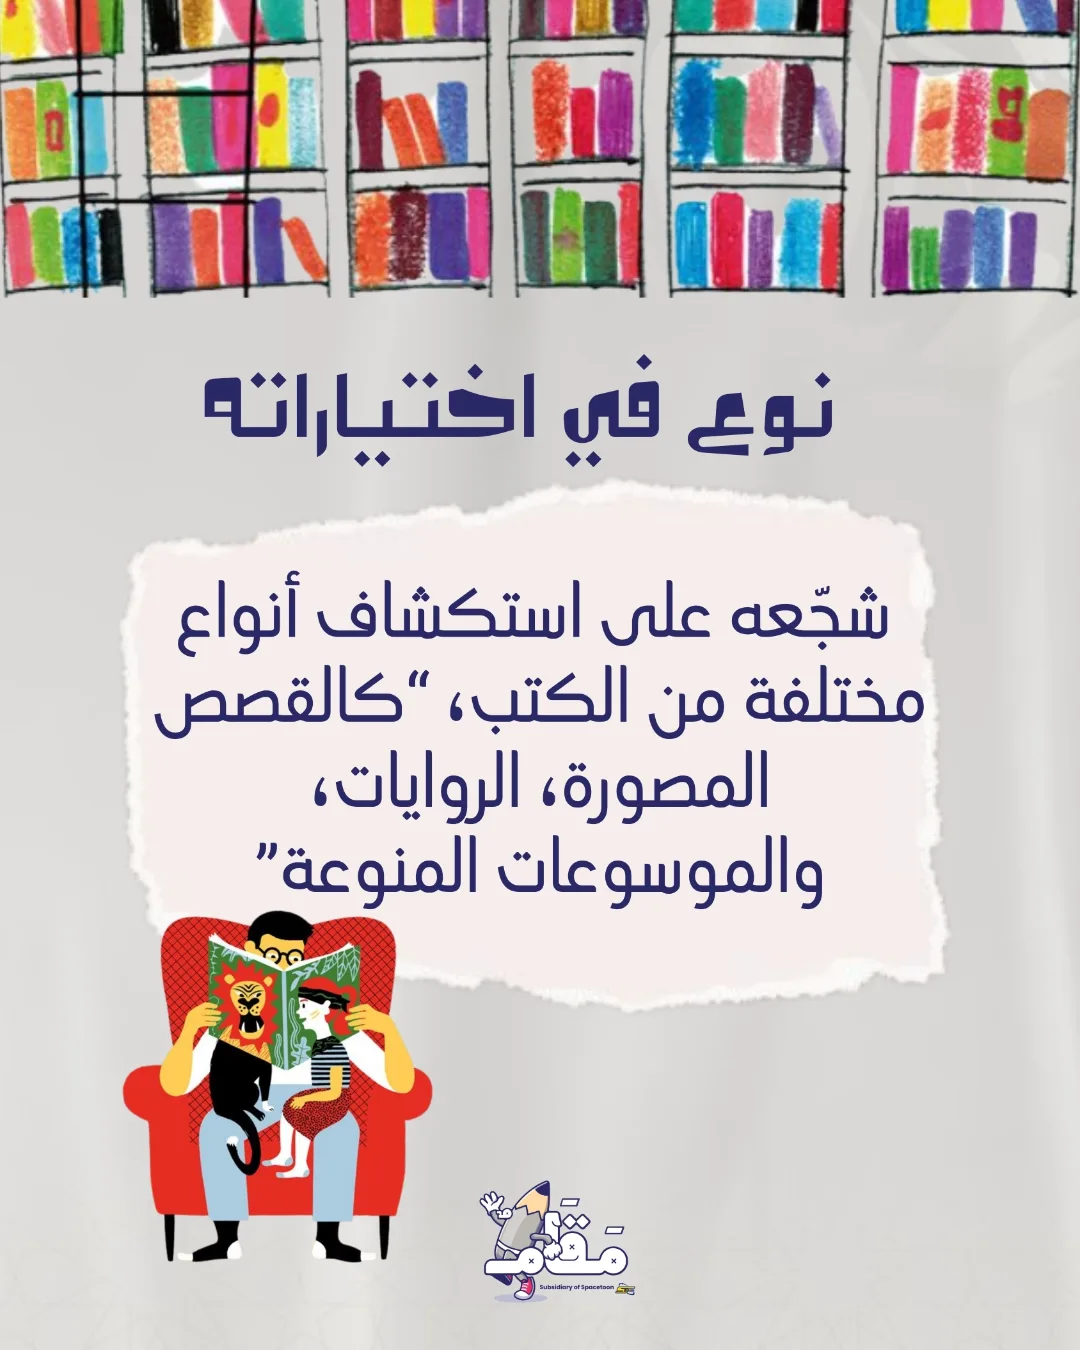 نوع في اختياراته
شجّعه على استكشاف أنواع
مختلفة من الكتب، “كالقصص
المصورة، الروايات،
والموسوعات المنوعة”
Subsidiary of Spacetoon